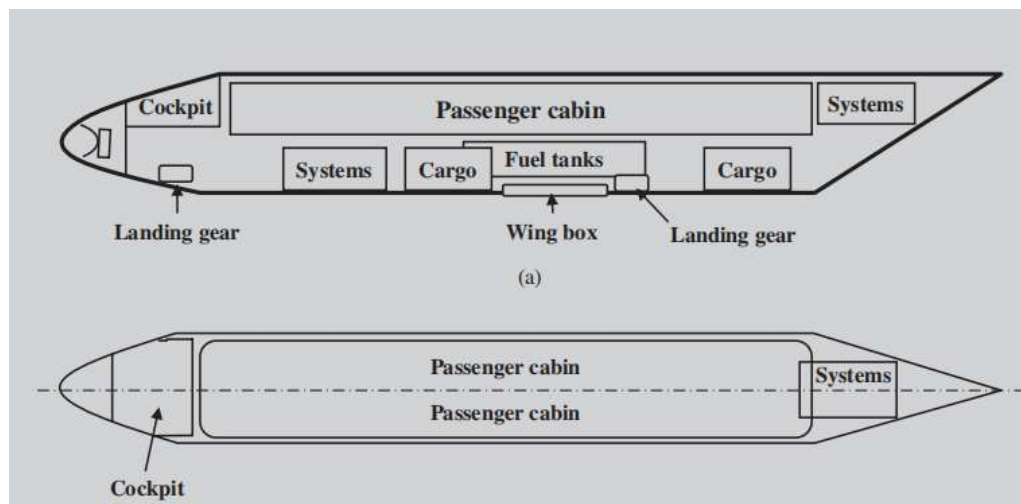 Cockpit
Passenger cabin
Systems
Systems
Cargo
Fuel tanks
Cargo
Landing gear
Wing box
Landing gear
(a)
Passenger cabin
Systems
Passenger cabin
Cockpit